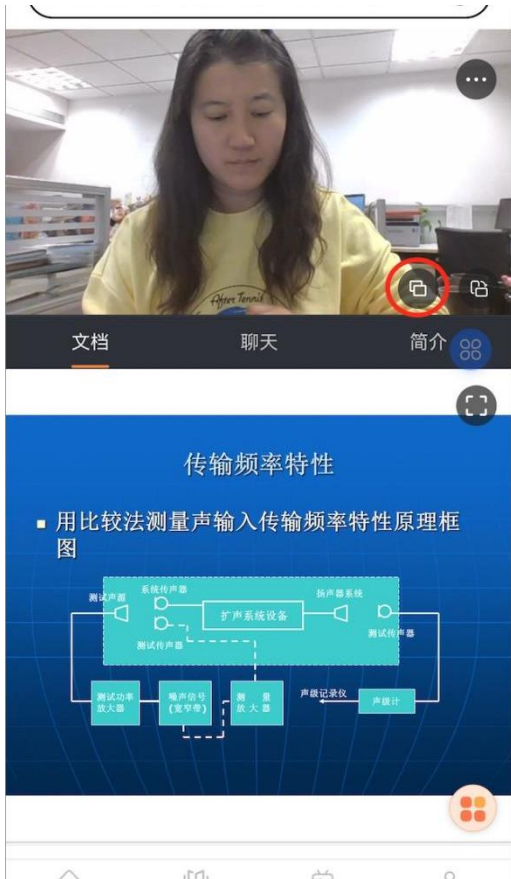 After Tennis
文档 聊天 简介
传输频率特性
用比较法测量声输入传输频率特性原理框
图
测试声源 系统传声器 扬声器系统
扩声系统设备
测试传声器 测试传声器
测试功率 噪声信号 测 量 声级记录仪 声级计
放大器 (宽窄带) 放大器